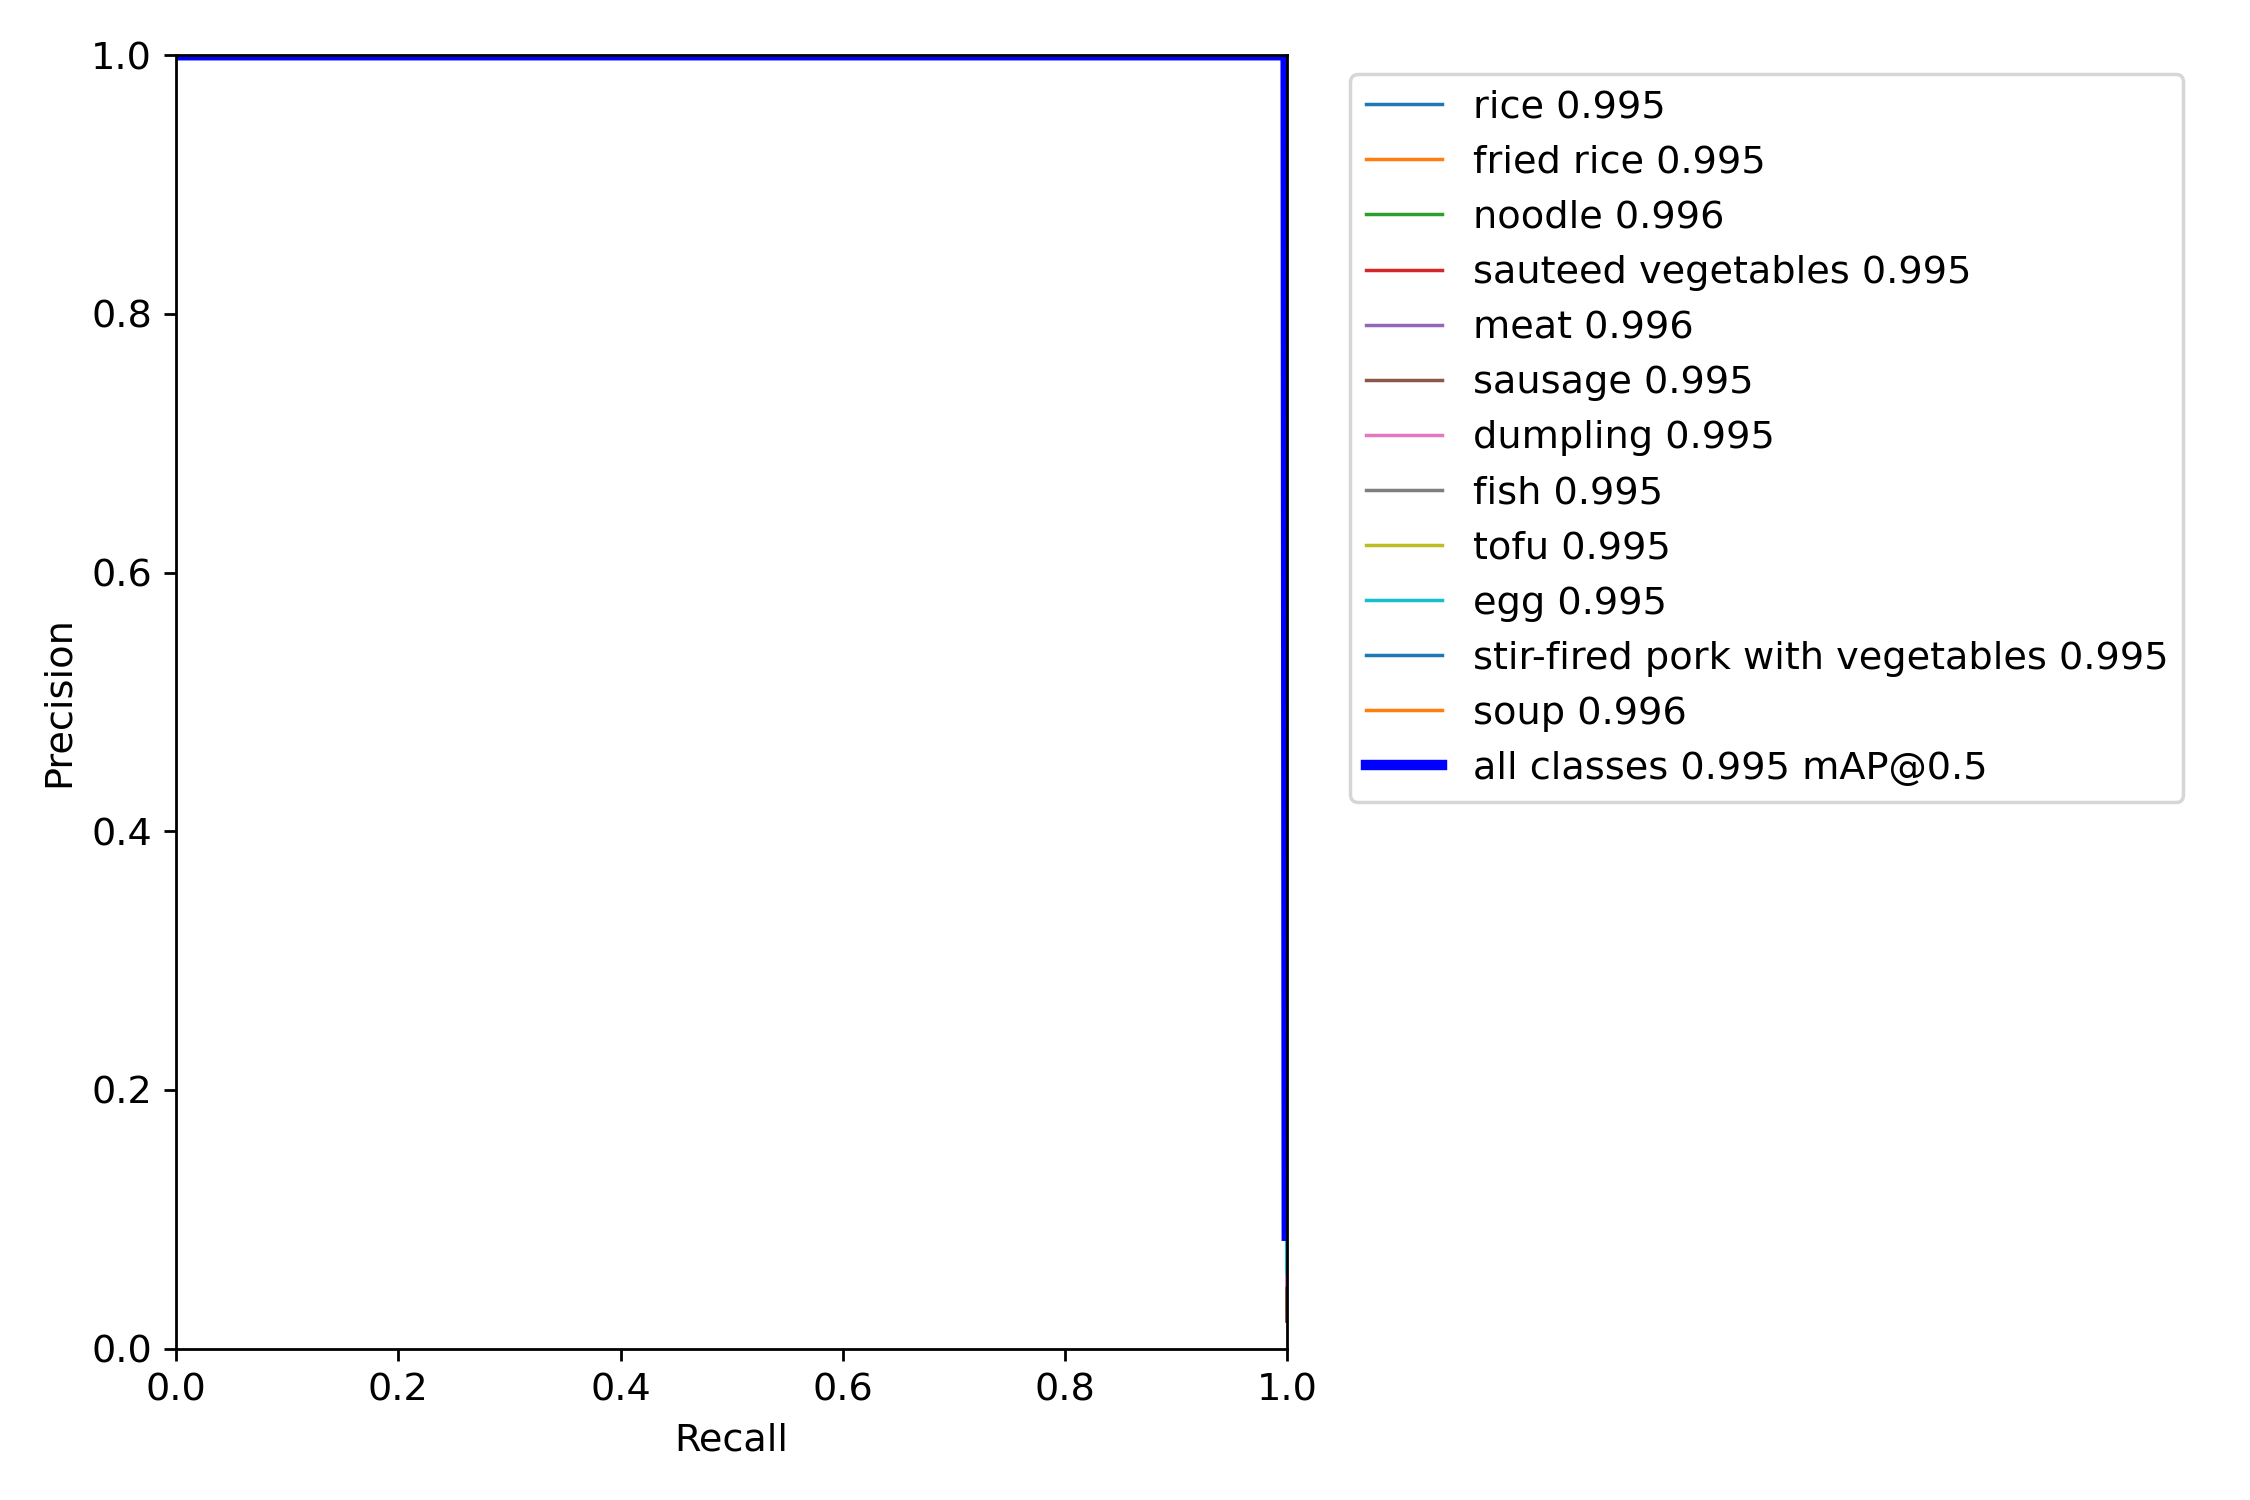 1.0
0.8
0.6
0.4
0.2
0.0
Precision
0.0 0.2 0.4 0.6 0.8 1.0
Recall
rice 0.995
fried rice 0.995
noodle 0.996
sauteed vegetables 0.995
meat 0.996
sausage 0.995
dumpling 0.995
fish 0.995
tofu 0.995
egg 0.995
stir-fired pork with vegetables 0.995
soup 0.996
all classes 0.995 mAP@0.5